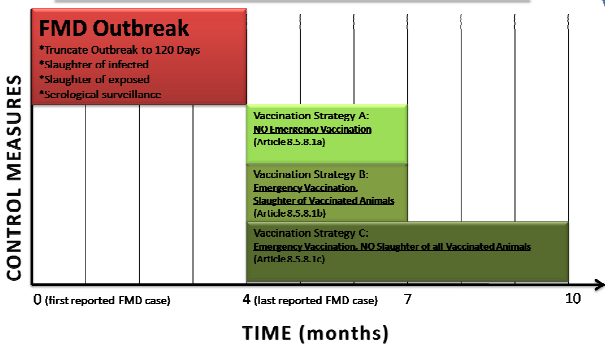 FMD Outbreak
*Truncate Outbreak to 120 Days
*Slaughter of infected
*Slaughter of exposed
*Serological surveillance
Vaccination Strategy A:
NO Emergency Vaccination
(Article 8.5.8.1a)
Vaccination Strategy B:
Emergency Vaccination,
Slaughter of Vaccinated Animals
(Article 8.5.8.1b)
Vaccination Strategy C:
Emergency Vaccination, NO Slaughter of all Vaccinated Animals
(Article 8.5.8.1c)
CONTROL MEASURES
0 (first reported FMD case) 4 (last reported FMD case) 7 10
TIME (months)